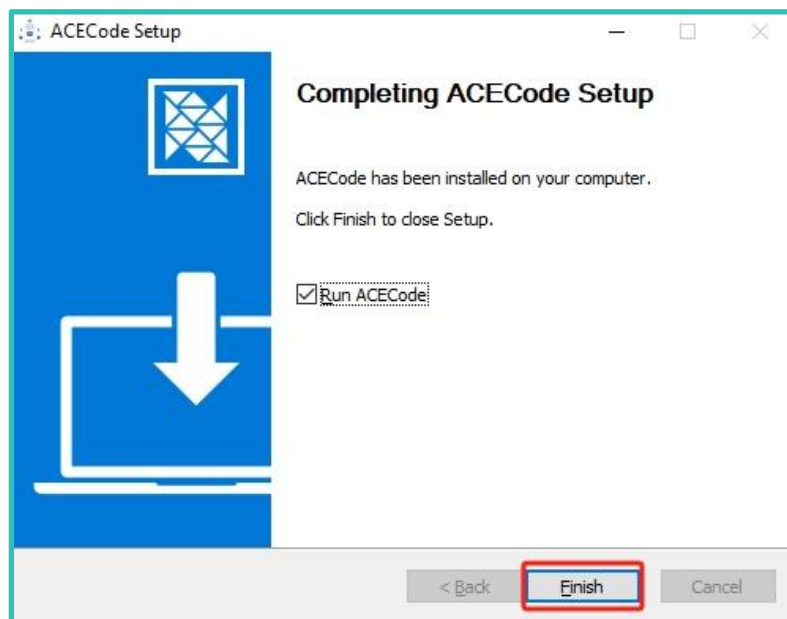 ACECode Setup
Completing ACECode Setup
ACECode has been installed on your computer.
Click Finish to close Setup.
Run ACECode
< Back
Finish
Cancel